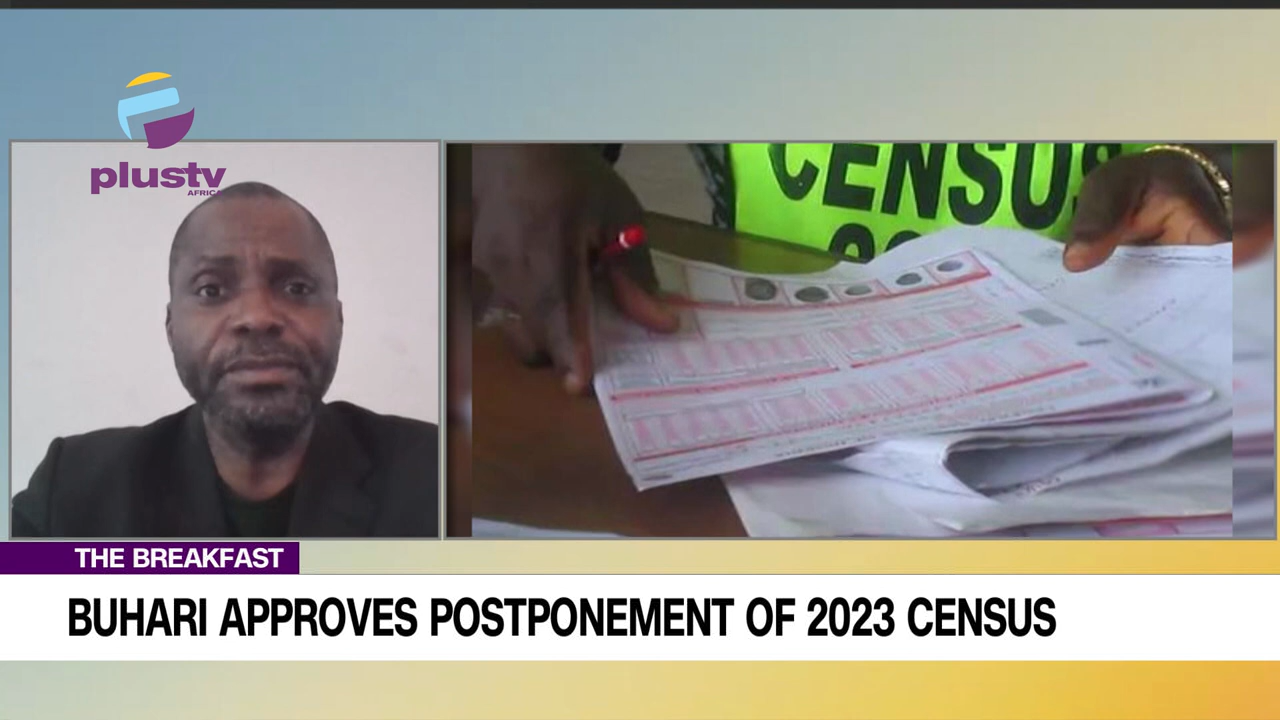 plustv
AFRICA
CENSUS
THE BREAKFAST
BUHARI APPROVES POSTPONEMENT OF 2023 CENSUS